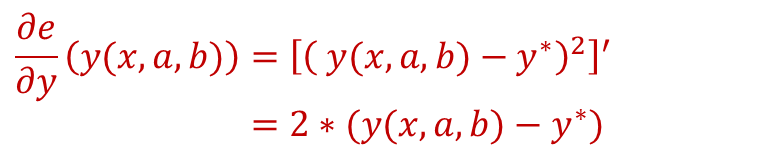 ∂e/∂y (y(x, a, b)) = [( y(x, a, b) − y*)²]′
= 2 * (y(x, a, b) − y*)